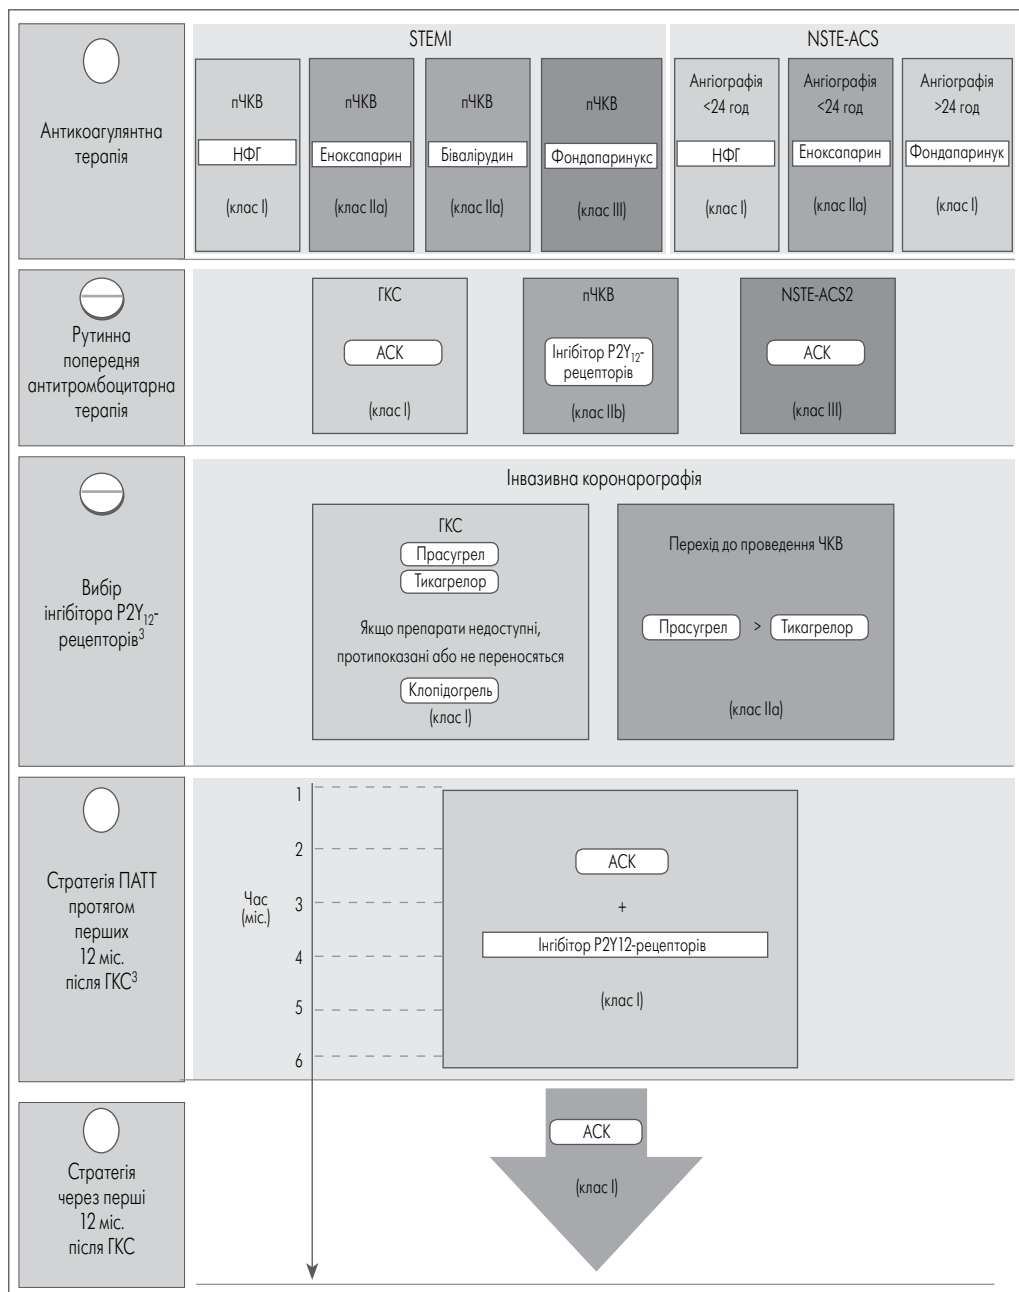 STEMI
NSTE-ACS
Антикоагулянтна
терапія
пЧКВ
НФГ
(клас I)
пЧКВ
Еноксапарин
(клас IIa)
пЧКВ
Бівалірудин
(клас IIa)
пЧКВ
Фондапаринукс
(клас III)
Ангіографія
<24 год
НФГ
(клас I)
Ангіографія
<24 год
Еноксапарин
(клас IIa)
Ангіографія
>24 год
Фондапаринук
(клас I)
Рутинна
попередня
антитромбоцитарна
терапія
ГКС
АСК
(клас I)
пЧКВ
Інгібітор P2Y12-
рецепторів
(клас IIb)
NSTE-ACS2
АСК
(клас III)
Вибір
інгібітора P2Y12-
рецепторів3
Інвазивна коронарографія
ГКС
Прасугрел
Тикагрелор
Якщо препарати недоступні,
протипоказані або не переносяться
Клопідогрель
(клас I)
Перехід до проведення ЧКВ
Прасугрел > Тикагрелор
(клас IIa)
Стратегія ПАТТ
протягом
перших
12 міс.
після ГКС3
Час
(міс.)
1
2
3
4
5
6
АСК
+
Інгібітор P2Y12-рецепторів
(клас I)
Стратегія
через перші
12 міс.
після ГКС
АСК
(клас I)